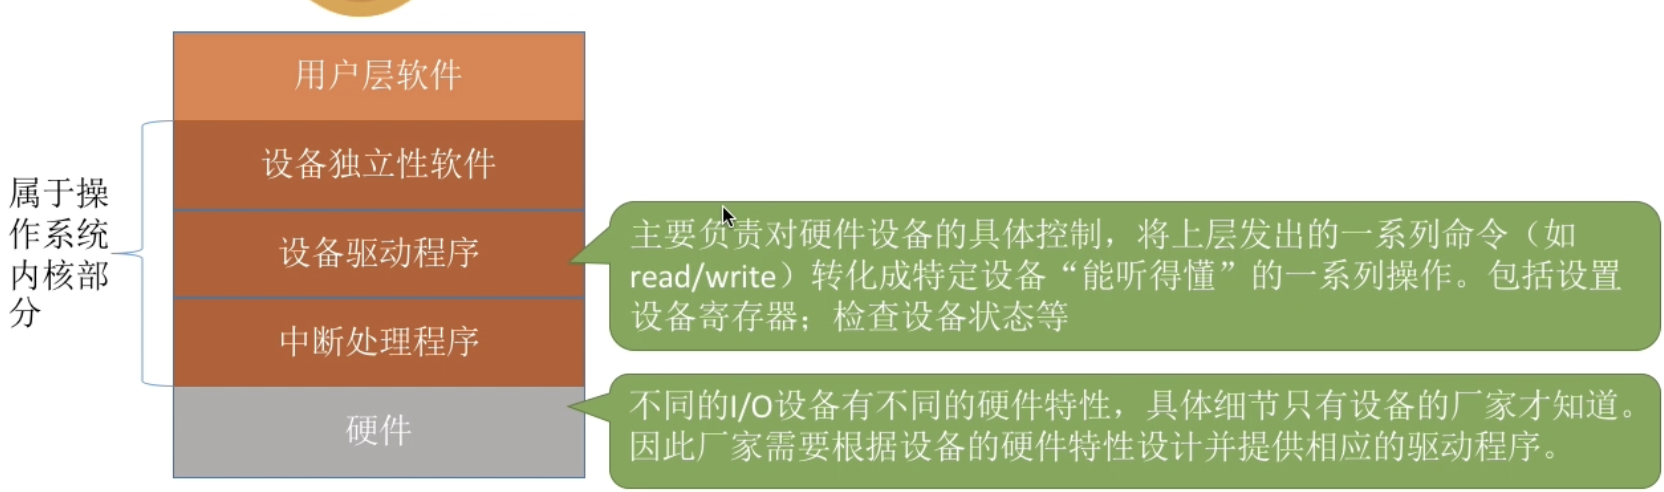 用户层软件
设备独立性软件
设备驱动程序
中断处理程序
硬件
属于操
作系统
内核部
分
主要负责对硬件设备的具体控制，将上层发出的一系列命令（如
read/write）转化成特定设备“能听得懂”的一系列操作。包括设置
设备寄存器；检查设备状态等
不同的I/O设备有不同的硬件特性，具体细节只有设备的厂家才知道。
因此厂家需要根据设备的硬件特性设计并提供相应的驱动程序。